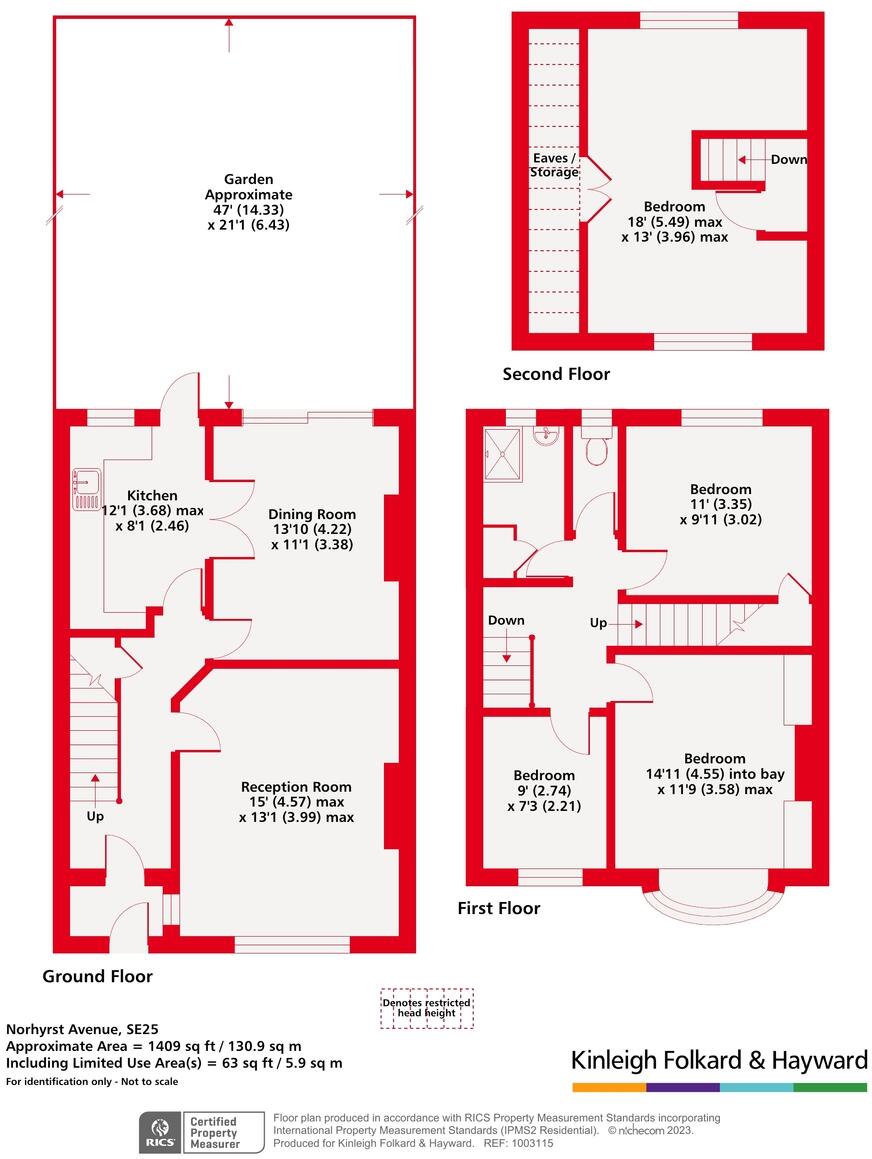 Garden
Approximate
47' (14.33)
x 21'1 (6.43)
Eaves /
Storage
Down
Bedroom
18' (5.49) max
x 13' (3.96) max
Second Floor
Kitchen
12'1 (3.68) max
x 8'1 (2.46)
Dining Room
13'10 (4.22)
x 11'1 (3.38)
Bedroom
11' (3.35)
x 9'11 (3.02)
Down
Up
Reception Room
15' (4.57) max
x 13'1 (3.99) max
Up
Bedroom
9' (2.74)
x 7'3 (2.21)
Bedroom
14'11 (4.55) into bay
x 11'9 (3.58) max
First Floor
Ground Floor
Denotes restricted
head height
Norhyrst Avenue, SE25
Approximate Area = 1409 sq ft / 130.9 sq m
Including Limited Use Area(s) = 63 sq ft / 5.9 sq m
For identification only - Not to scale
Kinleigh Folkard & Hayward
RICS
Certified
Property
Measurer
Floor plan produced in accordance with RICS Property Measurement Standards incorporating
International Property Measurement Standards (IPMS2 Residential). © n!checom 2023.
Produced for Kinleigh Folkard & Hayward. REF: 1003115